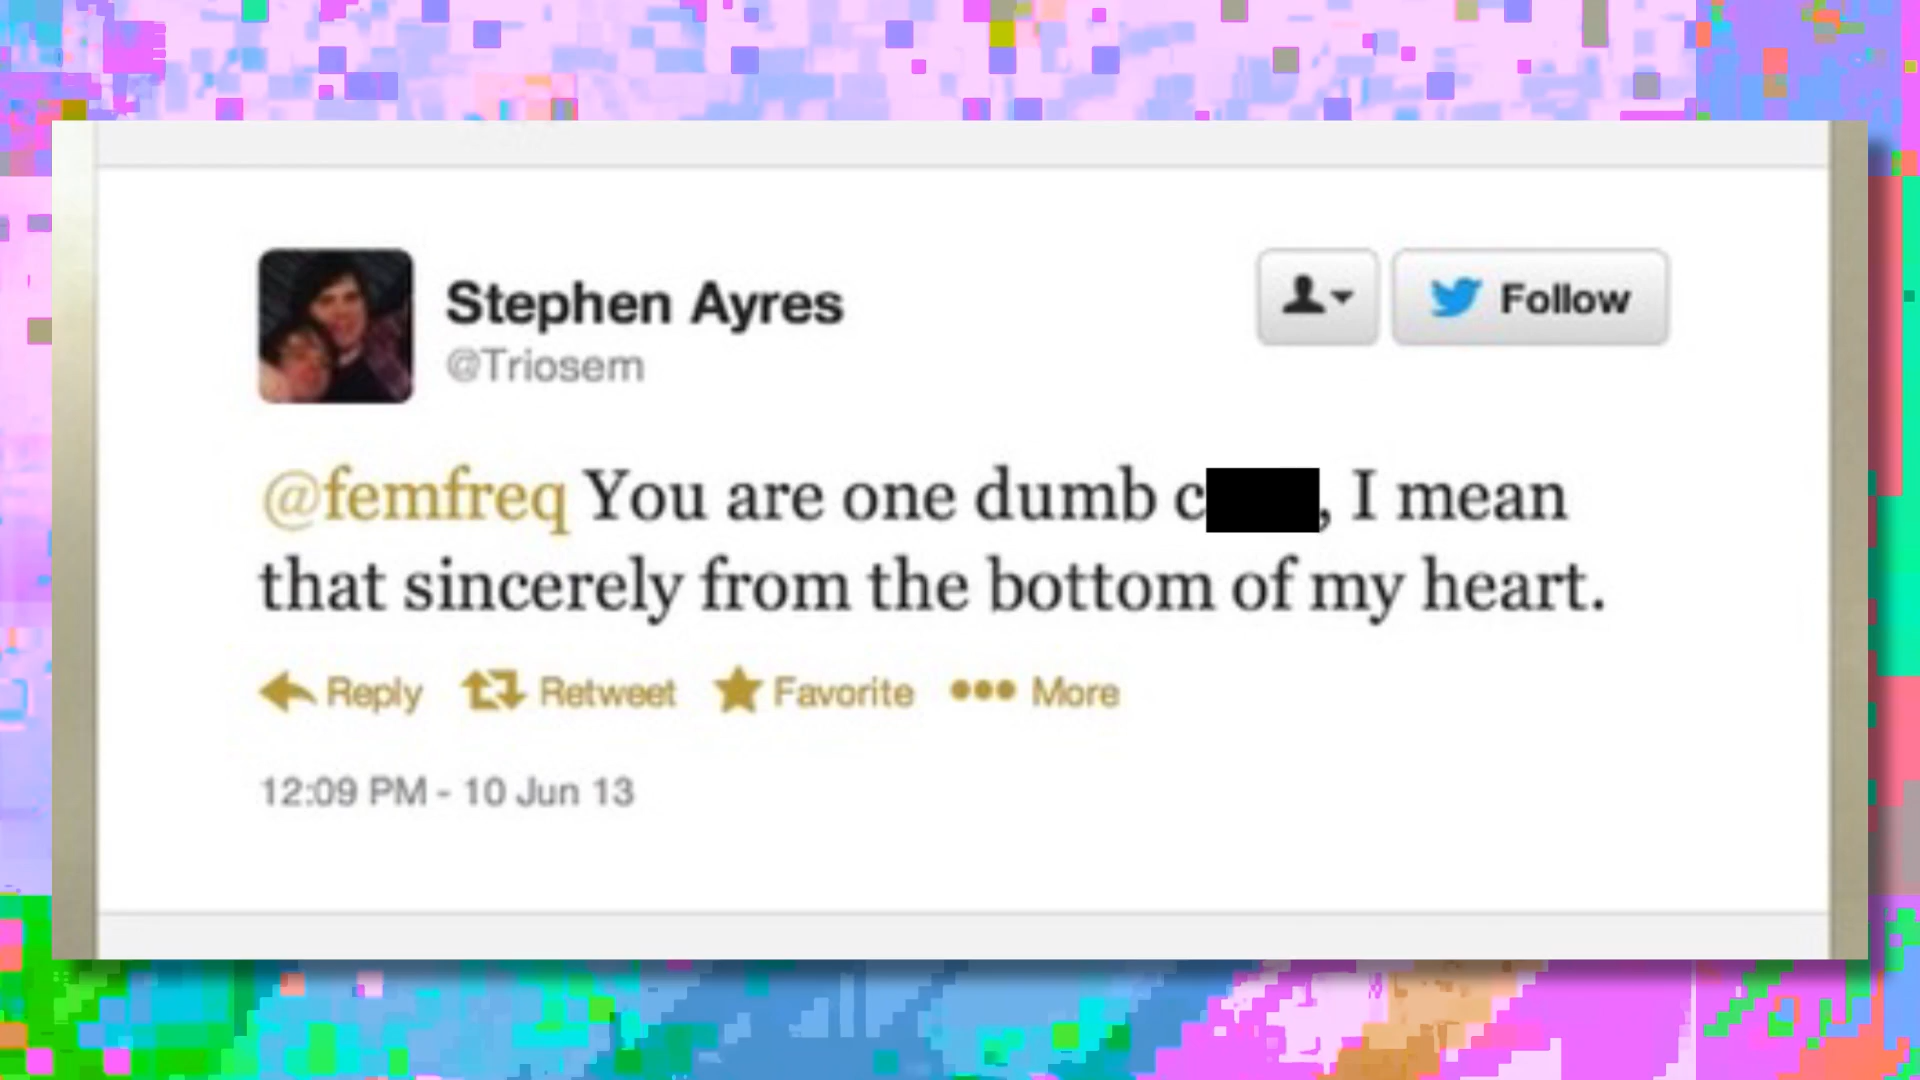 Stephen Ayres
@Triosem
Follow
@femfreq You are one dumb c, I mean
that sincerely from the bottom of my heart.
Reply Retweet Favorite More
12:09 PM - 10 Jun 13